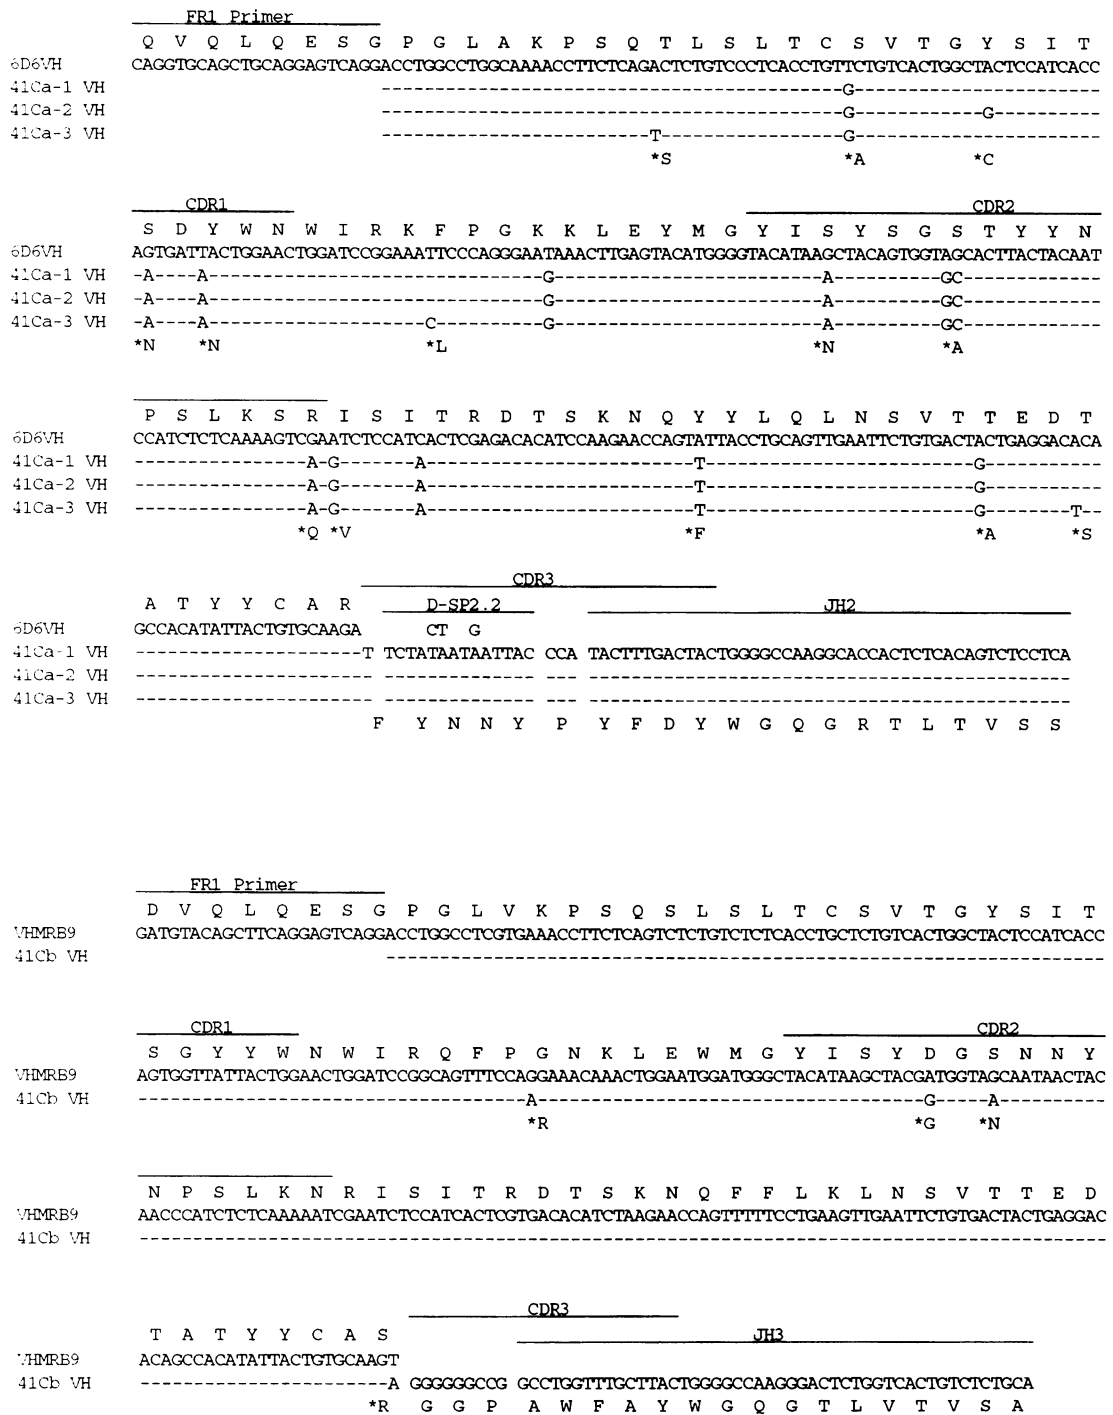 FR1 Primer
Q V Q L Q E S G P G L A K P S Q T L S L T C S V T G Y S I T
6D6VH CAGGTGCAGCTGCAGGAGTCAGGACCTGGCCTGGCAAAACCTTCTCAGACTCTGTCCCTCACCTGTTCTGTCACTGGCTACTCCATCACC
41Ca-1 VH -------------------------------------------G-----------------------
41Ca-2 VH -------------------------------------------G------------G----------
41Ca-3 VH -------------------------T-----------------G-----------------------
*S *A *C
CDR1 CDR2
S D Y W N W I R K F P G K K L E Y M G Y I S Y S G S T Y Y N
6D6VH AGTGATTACTGGAACTGGATCCGGAAATTCCCAGGGAATAAACTTGAGTACATGGGGTACATAAGCTACAGTGGTAGCACTTACTACAAT
41Ca-1 VH -A----A-------------------------------G-------------------------A----------GC-------------
41Ca-2 VH -A----A-------------------------------G-------------------------A----------GC-------------
41Ca-3 VH -A----A--------------------C----------G-------------------------A----------GC-------------
*N *N *L *N *A
P S L K S R I S I T R D T S K N Q Y Y L Q L N S V T T E D T
6D6VH CCATCTCTCAAAAGTCGAATCTCCATCACTCGAGACACATCCAAGAACCAGTATTACCTGCAGTTGAATTCTGTGACTACTGAGGACACA
41Ca-1 VH ----------------A-G-------A-------------------------T-------------------------G-----------
41Ca-2 VH ----------------A-G-------A-------------------------T-------------------------G-----------
41Ca-3 VH ----------------A-G-------A-------------------------T-------------------------G--------T--
*Q *V *F *A *S
CDR3
A T Y Y C A R D-SP2.2 JH2
6D6VH GCCACATATTACTGTGCAAGA CT G
41Ca-1 VH ---------------------T TCTATAATAATTAC CCA TACTTTGACTACTGGGGCCAAGGCACCACTCTCACAGTCTCCTCA
41Ca-2 VH ---------------------- -------------- --- ---------------------------------------------
41Ca-3 VH ---------------------- -------------- --- ---------------------------------------------
F Y N N Y P Y F D Y W G Q G R T L T V S S
FR1 Primer
D V Q L Q E S G P G L V K P S Q S L S L T C S V T G Y S I T
VHMRB9 GATGTACAGCTTCAGGAGTCAGGACCTGGCCTCGTGAAACCTTCTCAGTCTCTGTCTCTCACCTGCTCTGTCACTGGCTACTCCATCACC
41Cb VH -------------------------------------------------------------------
CDR1 CDR2
S G Y Y W N W I R Q F P G N K L E W M G Y I S Y D G S N N Y
VHMRB9 AGTGGTTATTACTGGAACTGGATCCGGCAGTTTCCAGGAAACAAACTGGAATGGATGGGCTACATAAGCTACGATGGTAGCAATAACTAC
41Cb VH ------------------------------------A------------------------------------G-----A----------
*R *G *N
N P S L K N R I S I T R D T S K N Q F F L K L N S V T T E D
VHMRB9 AACCCATCTCTCAAAAATCGAATCTCCATCACTCGTGACACATCTAAGAACCAGTTTTTCCTGAAGTTGAATTCTGTGACTACTGAGGAC
41Cb VH ------------------------------------------------------------------------------------------
CDR3
T A T Y Y C A S JH3
VHMRB9 ACAGCCACATATTACTGTGCAAGT
41Cb VH -----------------------A GGGGGGCCG GCCTGGTTTGCTTACTGGGGCCAAGGGACTCTGGTCACTGTCTCTGCA
*R G G P A W F A Y W G Q G T L V T V S A